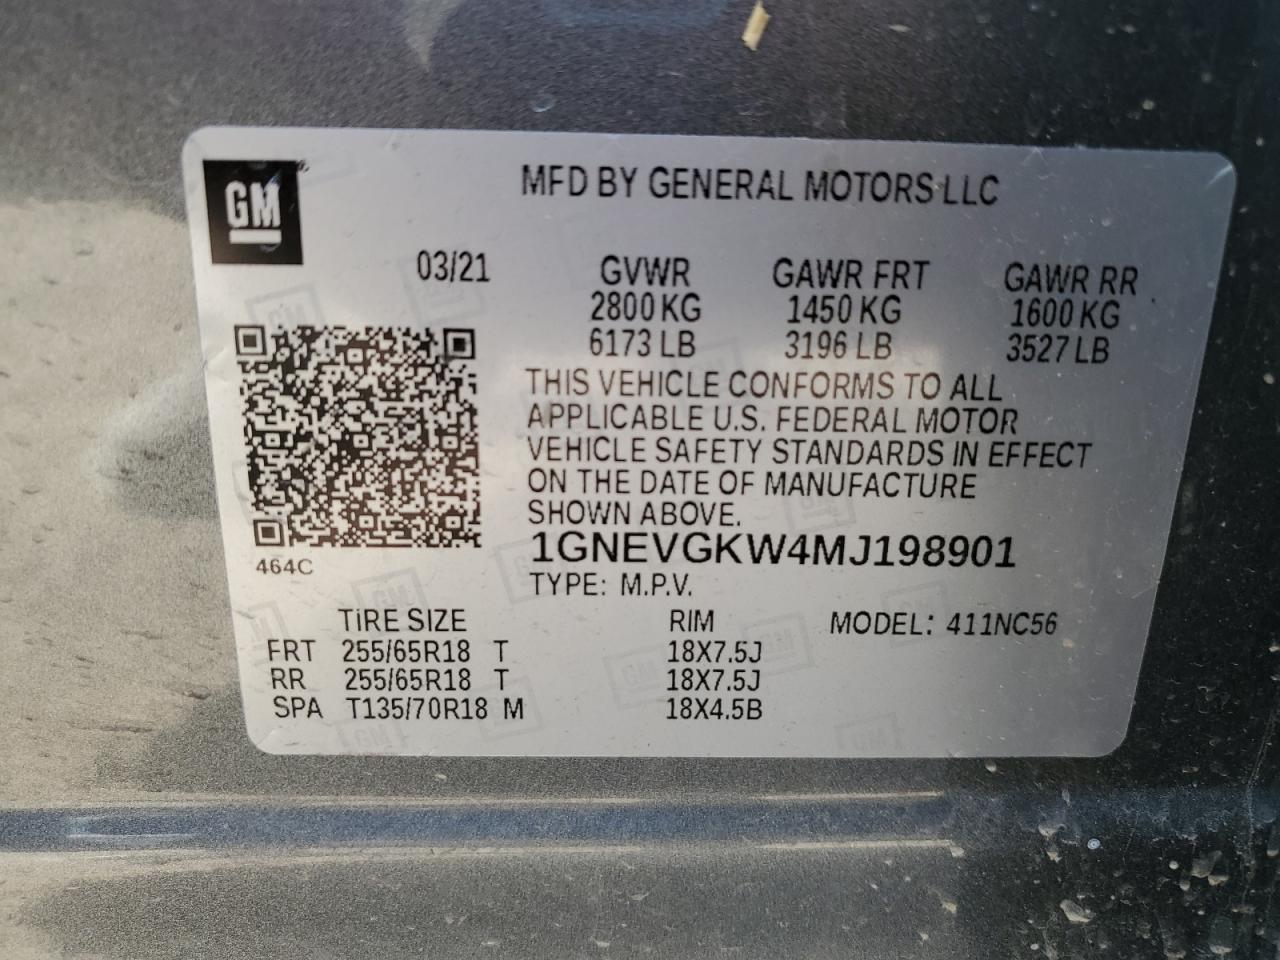 GM
MFD BY GENERAL MOTORS LLC
03/21
GVWR GAWR FRT GAWR RR
2800 KG 1450 KG 1600 KG
6173 LB 3196 LB 3527 LB
THIS VEHICLE CONFORMS TO ALL
APPLICABLE U.S. FEDERAL MOTOR
VEHICLE SAFETY STANDARDS IN EFFECT
ON THE DATE OF MANUFACTURE
SHOWN ABOVE.
1GNEVGKW4MJ198901
464C
TYPE: M.P.V.
TIRE SIZE RIM MODEL: 411NC56
FRT 255/65R18 T 18X7.5J
RR 255/65R18 T 18X7.5J
SPA T135/70R18 M 18X4.5B